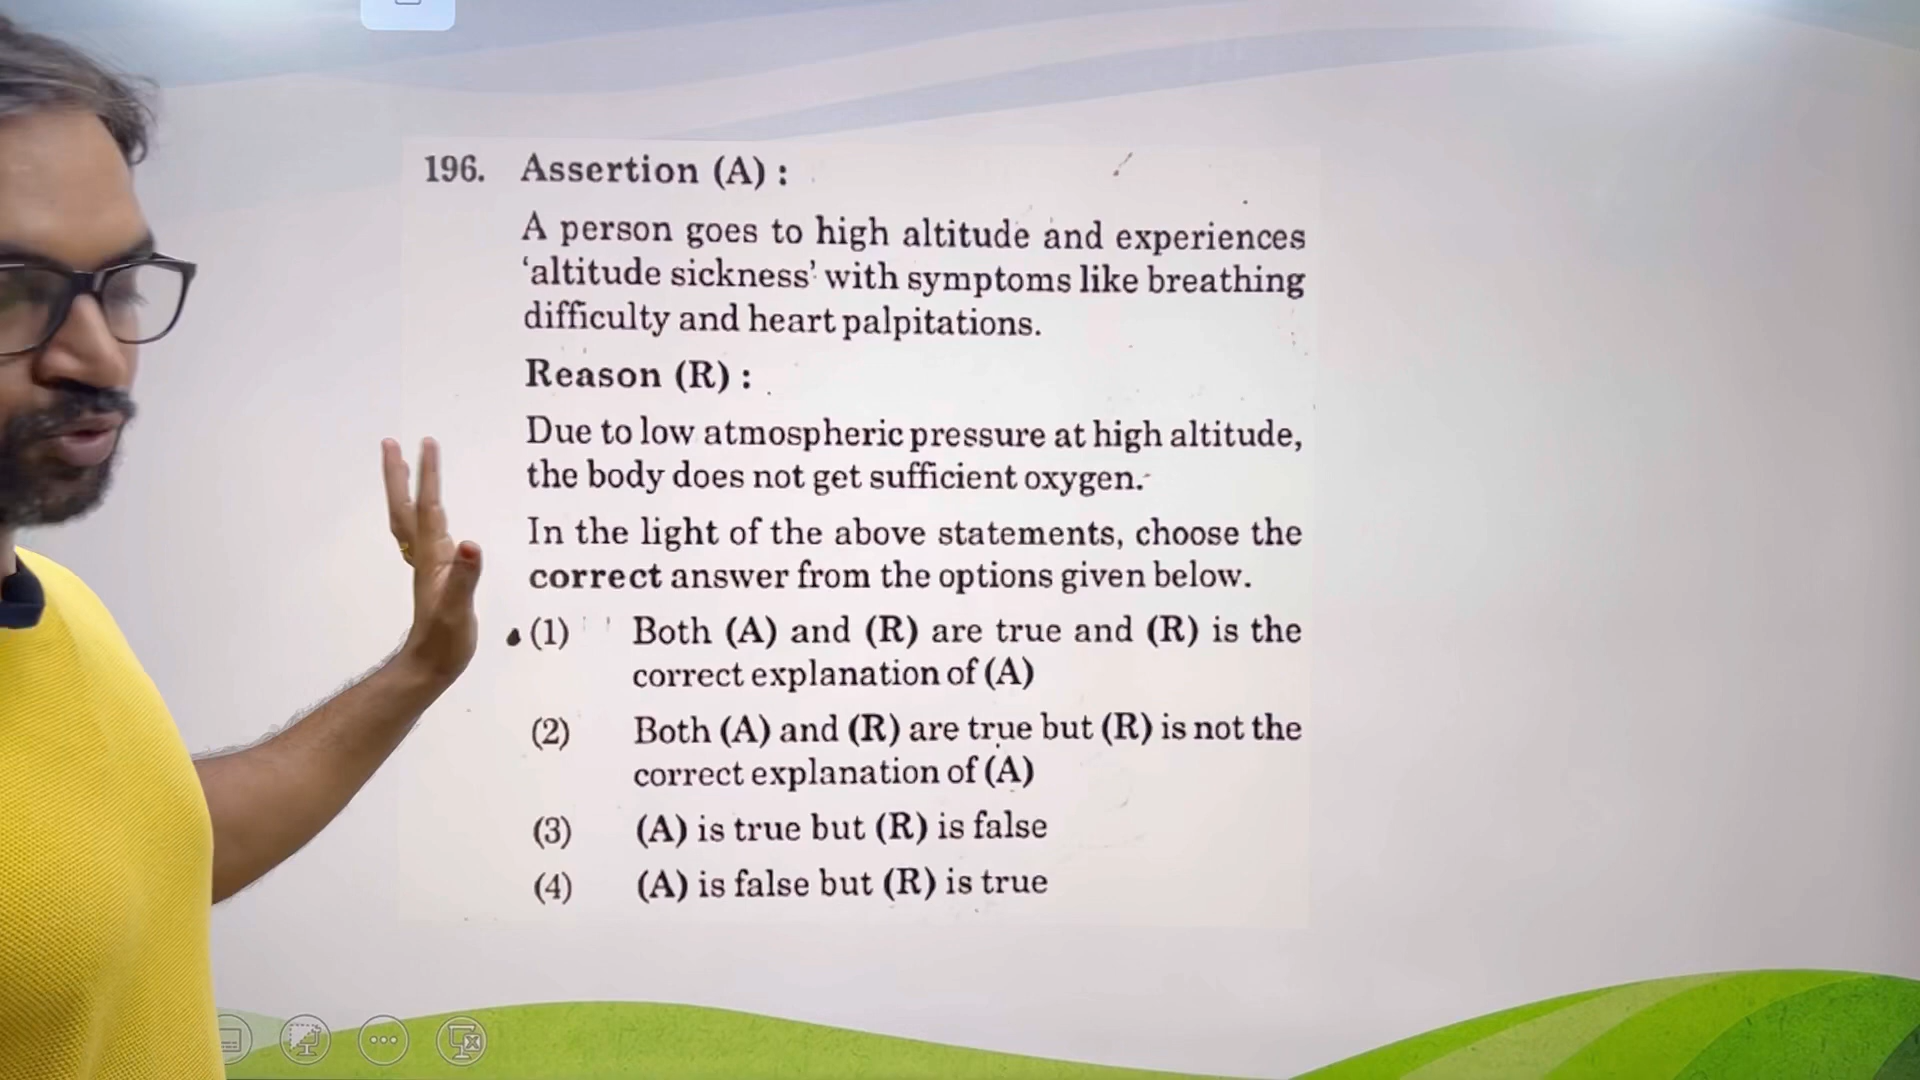 196. Assertion (A) :
A person goes to high altitude and experiences
‘altitude sickness’ with symptoms like breathing
difficulty and heart palpitations.
Reason (R) :
Due to low atmospheric pressure at high altitude,
the body does not get sufficient oxygen.
In the light of the above statements, choose the
correct answer from the options given below.
(1) Both (A) and (R) are true and (R) is the
correct explanation of (A)
(2) Both (A) and (R) are true but (R) is not the
correct explanation of (A)
(3) (A) is true but (R) is false
(4) (A) is false but (R) is true